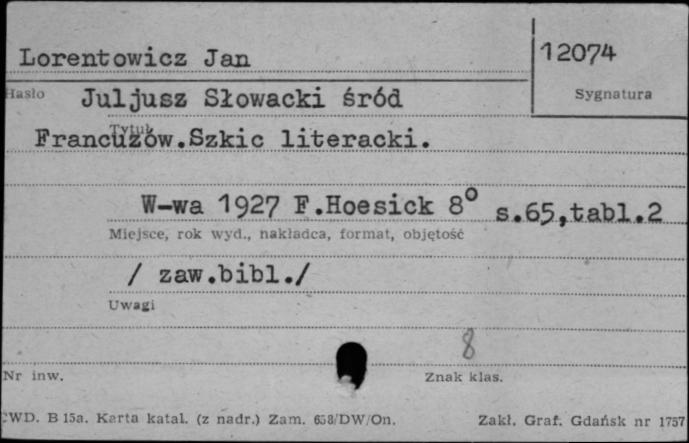 Lorentowicz Jan
12074
Hasło
Sygnatura
Juljusz Słowacki śród
Tytuł
Francuzów.Szkic literacki.
W-wa 1927 F.Hoesick 8° s.65,tabl.2
Miejsce, rok wyd., nakładca, format, objętość
/ zaw.bibl./
Uwagi
8
Nr inw.
Znak klas.
CWD. B 15a. Karta katal. (z nadr.) Zam. 658/DW/On.
Zakł. Graf. Gdańsk nr 1757